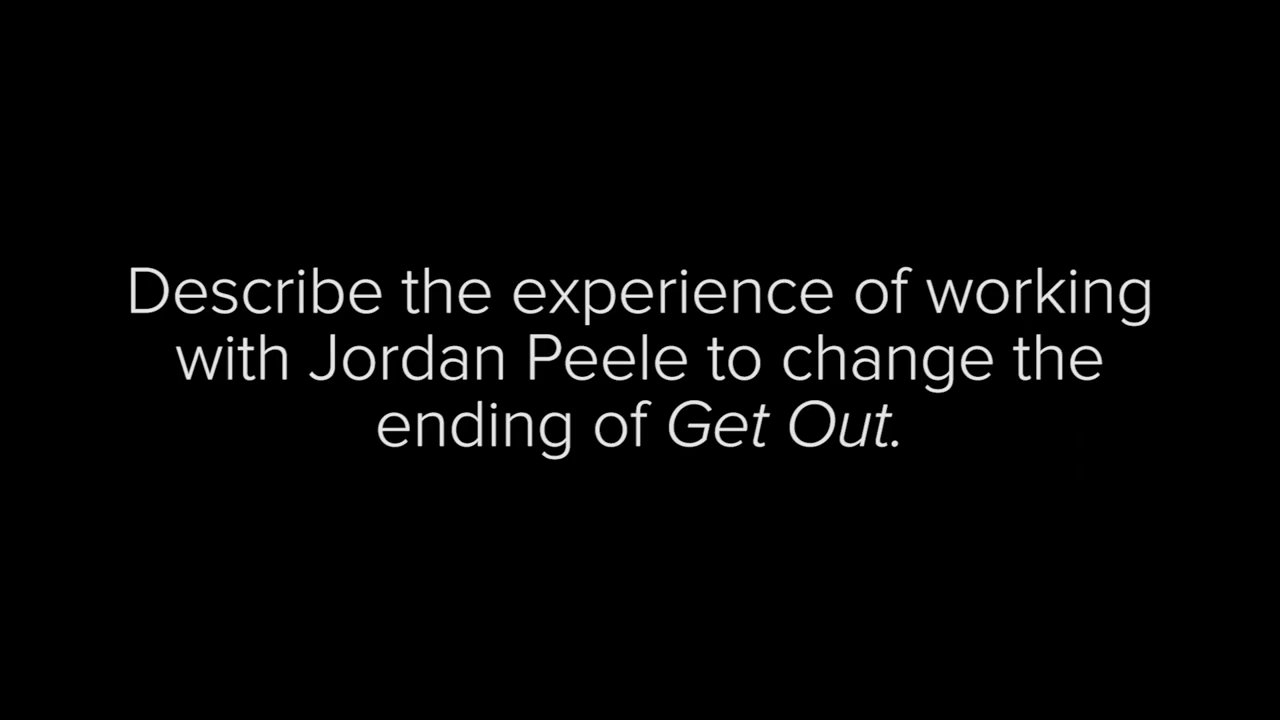 Describe the experience of working
with Jordan Peele to change the
ending of Get Out.